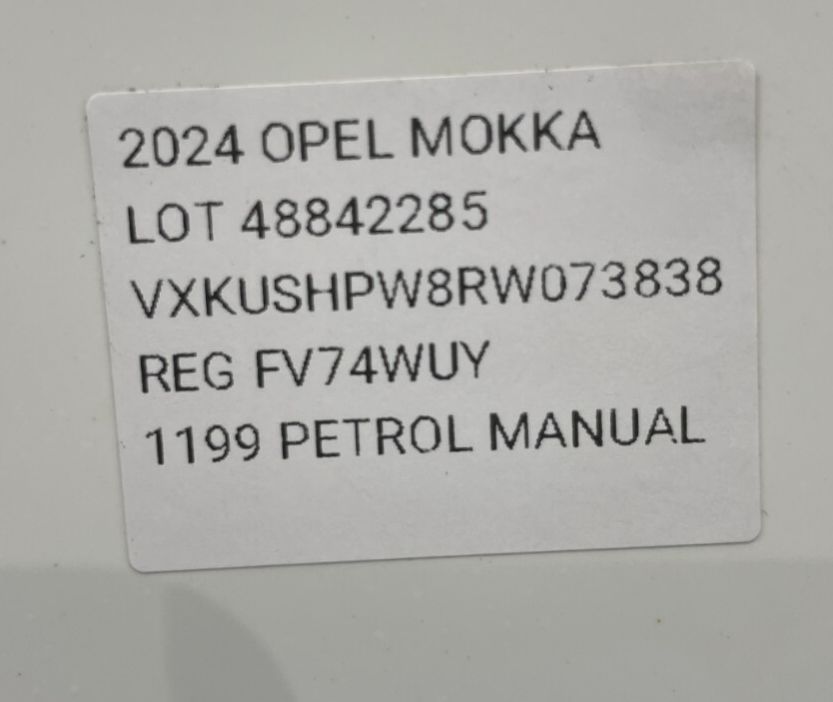 2024 OPEL MOKKA
LOT 48842285
VXKUSHPW8RW073838
REG FV74WUY
1199 PETROL MANUAL